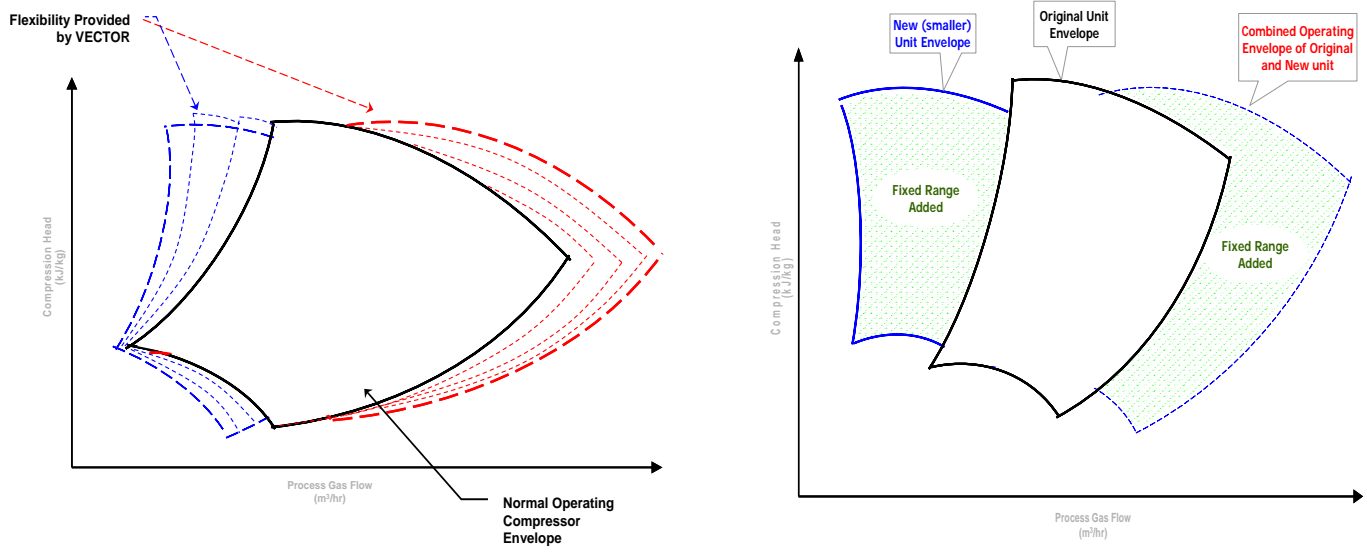 Flexibility Provided
by VECTOR
Compression Head
(kJ/kg)
Process Gas Flow
(m³/hr)
Normal Operating
Compressor
Envelope
New (smaller)
Unit Envelope
Original Unit
Envelope
Combined Operating
Envelope of Original
and New unit
Fixed Range
Added
Fixed Range
Added
Compression Head
(kJ/kg)
Process Gas Flow
(m³/hr)